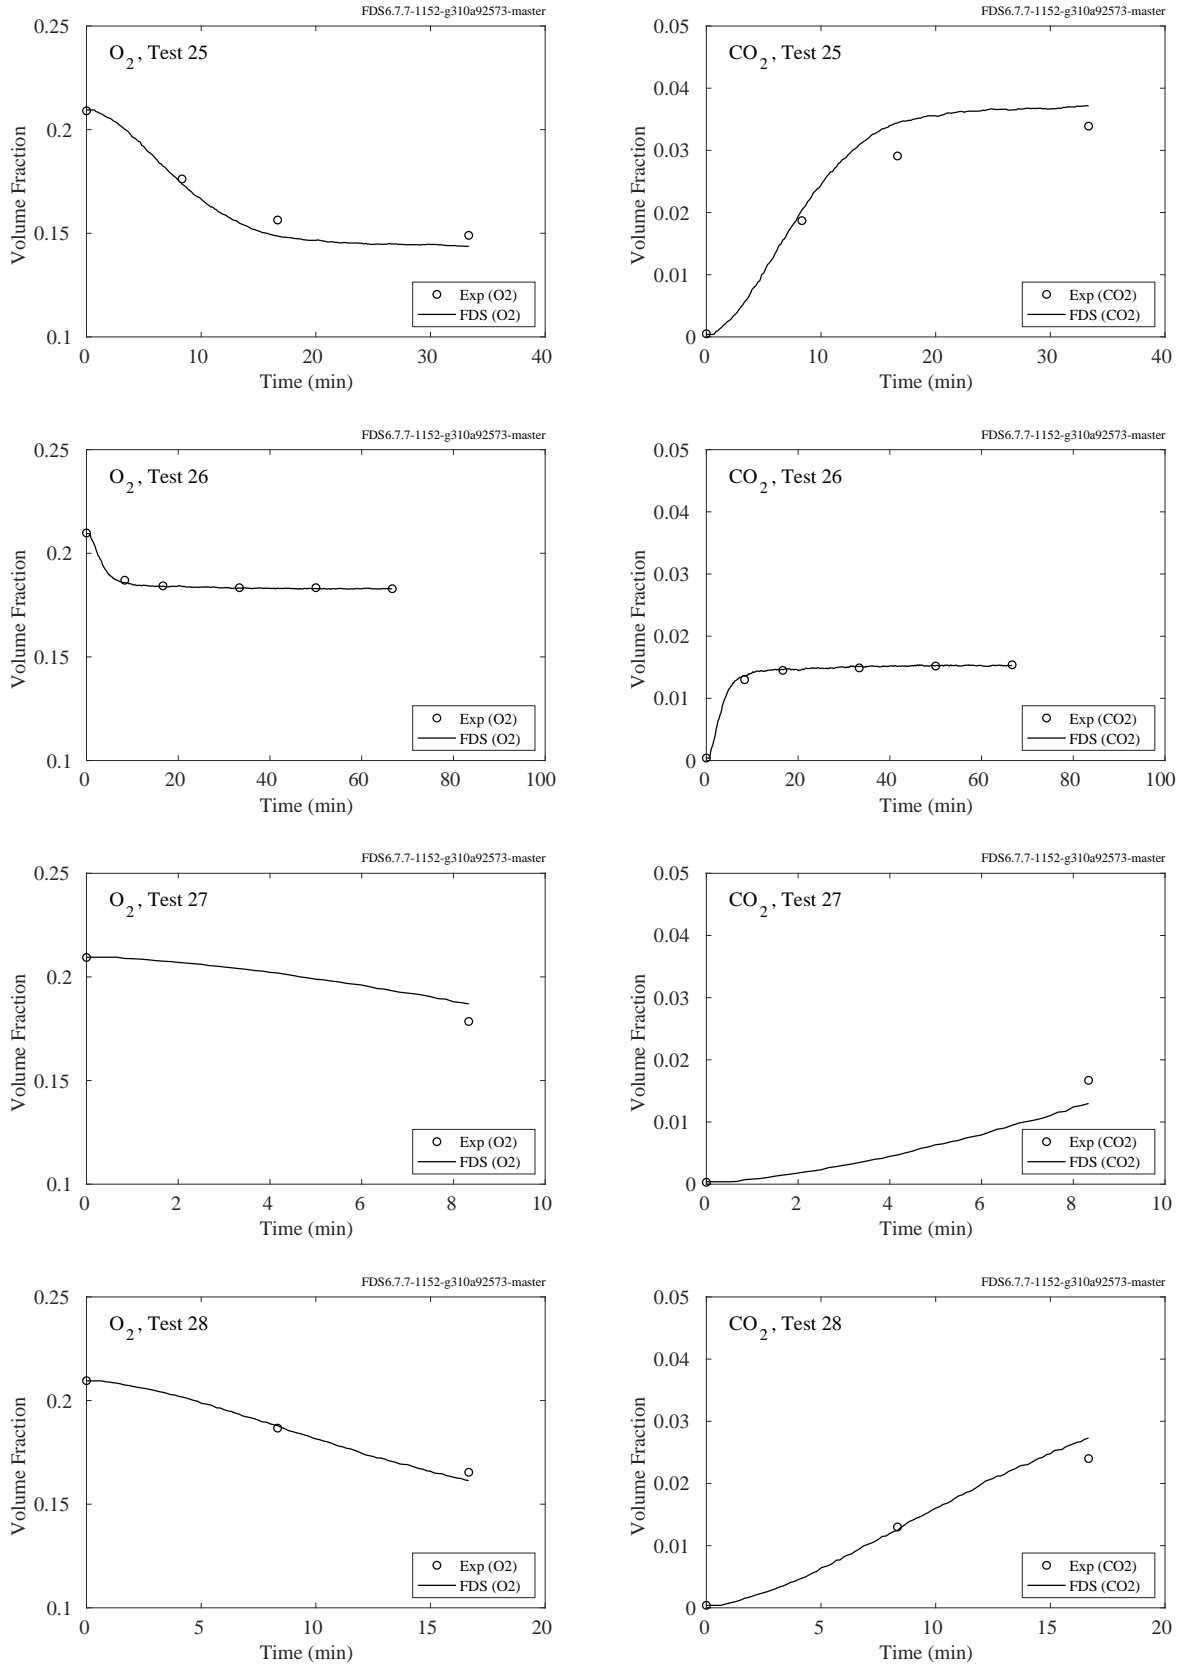 FDS6.7.7-1152-g310a92573-master
O2, Test 25
0.25
0.2
0.15
0.1
Volume Fraction
0 10 20 30 40
Time (min)
Exp (O2)
FDS (O2)
FDS6.7.7-1152-g310a92573-master
CO2, Test 25
0.05
0.04
0.03
0.02
0.01
0
Volume Fraction
0 10 20 30 40
Time (min)
Exp (CO2)
FDS (CO2)
FDS6.7.7-1152-g310a92573-master
O2, Test 26
0.25
0.2
0.15
0.1
Volume Fraction
0 20 40 60 80 100
Time (min)
Exp (O2)
FDS (O2)
FDS6.7.7-1152-g310a92573-master
CO2, Test 26
0.05
0.04
0.03
0.02
0.01
0
Volume Fraction
0 20 40 60 80 100
Time (min)
Exp (CO2)
FDS (CO2)
FDS6.7.7-1152-g310a92573-master
O2, Test 27
0.25
0.2
0.15
0.1
Volume Fraction
0 2 4 6 8 10
Time (min)
Exp (O2)
FDS (O2)
FDS6.7.7-1152-g310a92573-master
CO2, Test 27
0.05
0.04
0.03
0.02
0.01
0
Volume Fraction
0 2 4 6 8 10
Time (min)
Exp (CO2)
FDS (CO2)
FDS6.7.7-1152-g310a92573-master
O2, Test 28
0.25
0.2
0.15
0.1
Volume Fraction
0 5 10 15 20
Time (min)
Exp (O2)
FDS (O2)
FDS6.7.7-1152-g310a92573-master
CO2, Test 28
0.05
0.04
0.03
0.02
0.01
0
Volume Fraction
0 5 10 15 20
Time (min)
Exp (CO2)
FDS (CO2)